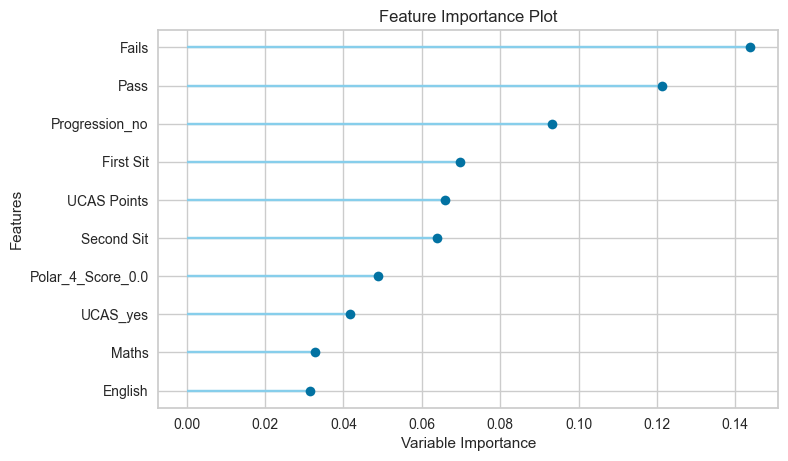 Feature Importance Plot
Features
Fails
Pass
Progression_no
First Sit
UCAS Points
Second Sit
Polar_4_Score_0.0
UCAS_yes
Maths
English
0.00 0.02 0.04 0.06 0.08 0.10 0.12 0.14
Variable Importance